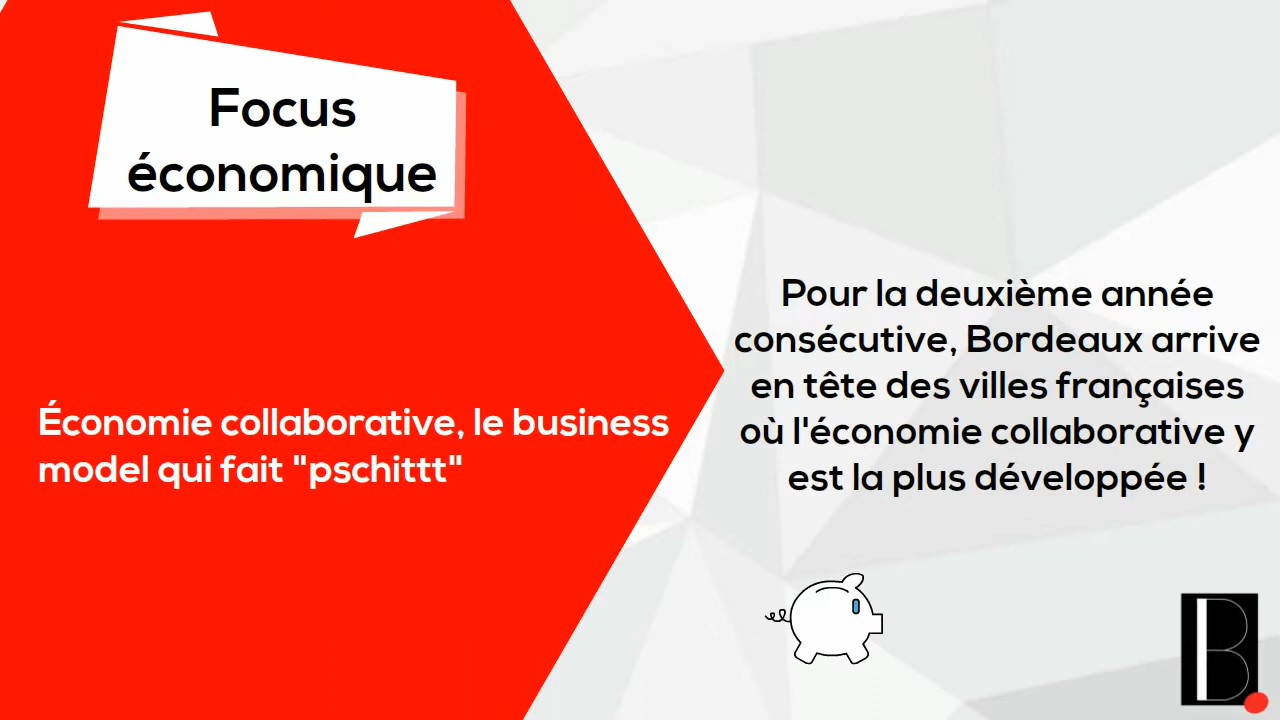 Focus
économique
Économie collaborative, le business
model qui fait "pschittt"
Pour la deuxième année
consécutive, Bordeaux arrive
en tête des villes françaises
où l'économie collaborative y
est la plus développée !
B